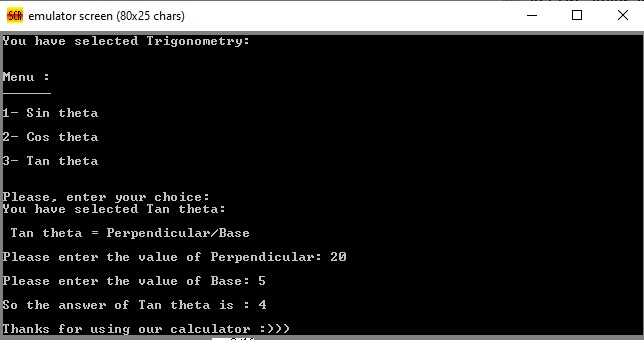 SCR emulator screen (80x25 chars)
You have selected Trigonometry:
Menu :
1- Sin theta
2- Cos theta
3- Tan theta
Please, enter your choice:
You have selected Tan theta:
Tan theta = Perpendicular/Base
Please enter the value of Perpendicular: 20
Please enter the value of Base: 5
So the answer of Tan theta is : 4
Thanks for using our calculator :)))